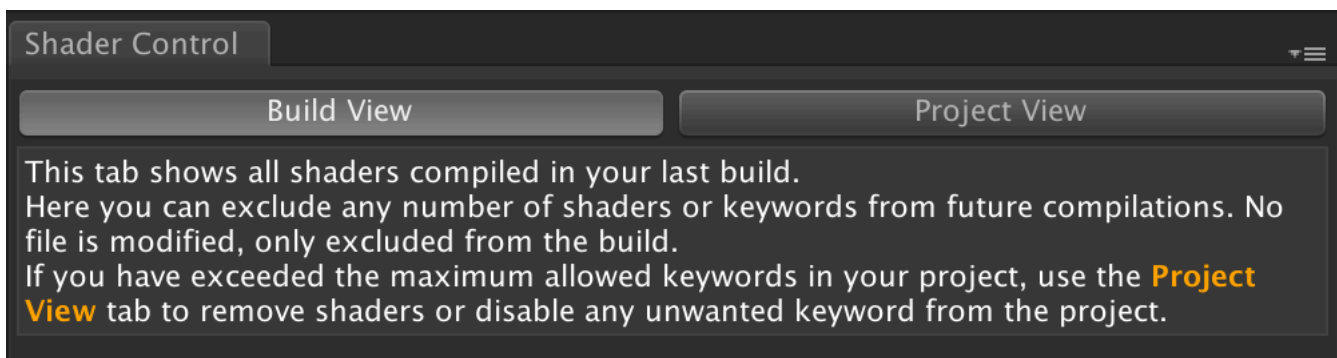 Shader Control
Build View
Project View
This tab shows all shaders compiled in your last build.
Here you can exclude any number of shaders or keywords from future compilations. No
file is modified, only excluded from the build.
If you have exceeded the maximum allowed keywords in your project, use the Project
View tab to remove shaders or disable any unwanted keyword from the project.